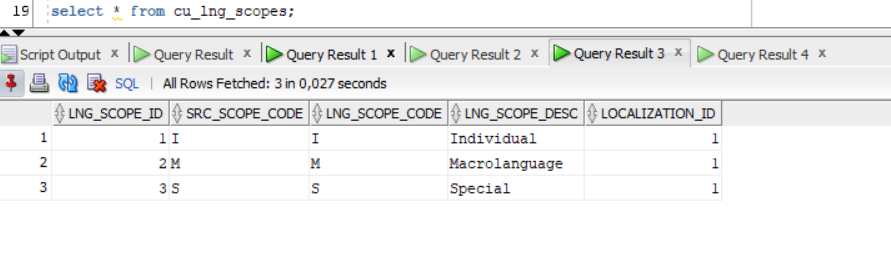 19 select * from cu_lng_scopes;
Script Output x Query Result x Query Result 1 x Query Result 2 x Query Result 3 x Query Result 4 x
SQL | All Rows Fetched: 3 in 0,027 seconds
LNG_SCOPE_ID SRC_SCOPE_CODE LNG_SCOPE_CODE LNG_SCOPE_DESC LOCALIZATION_ID
1 1 I I Individual 1
2 2 M M Macrolanguage 1
3 3 S S Special 1